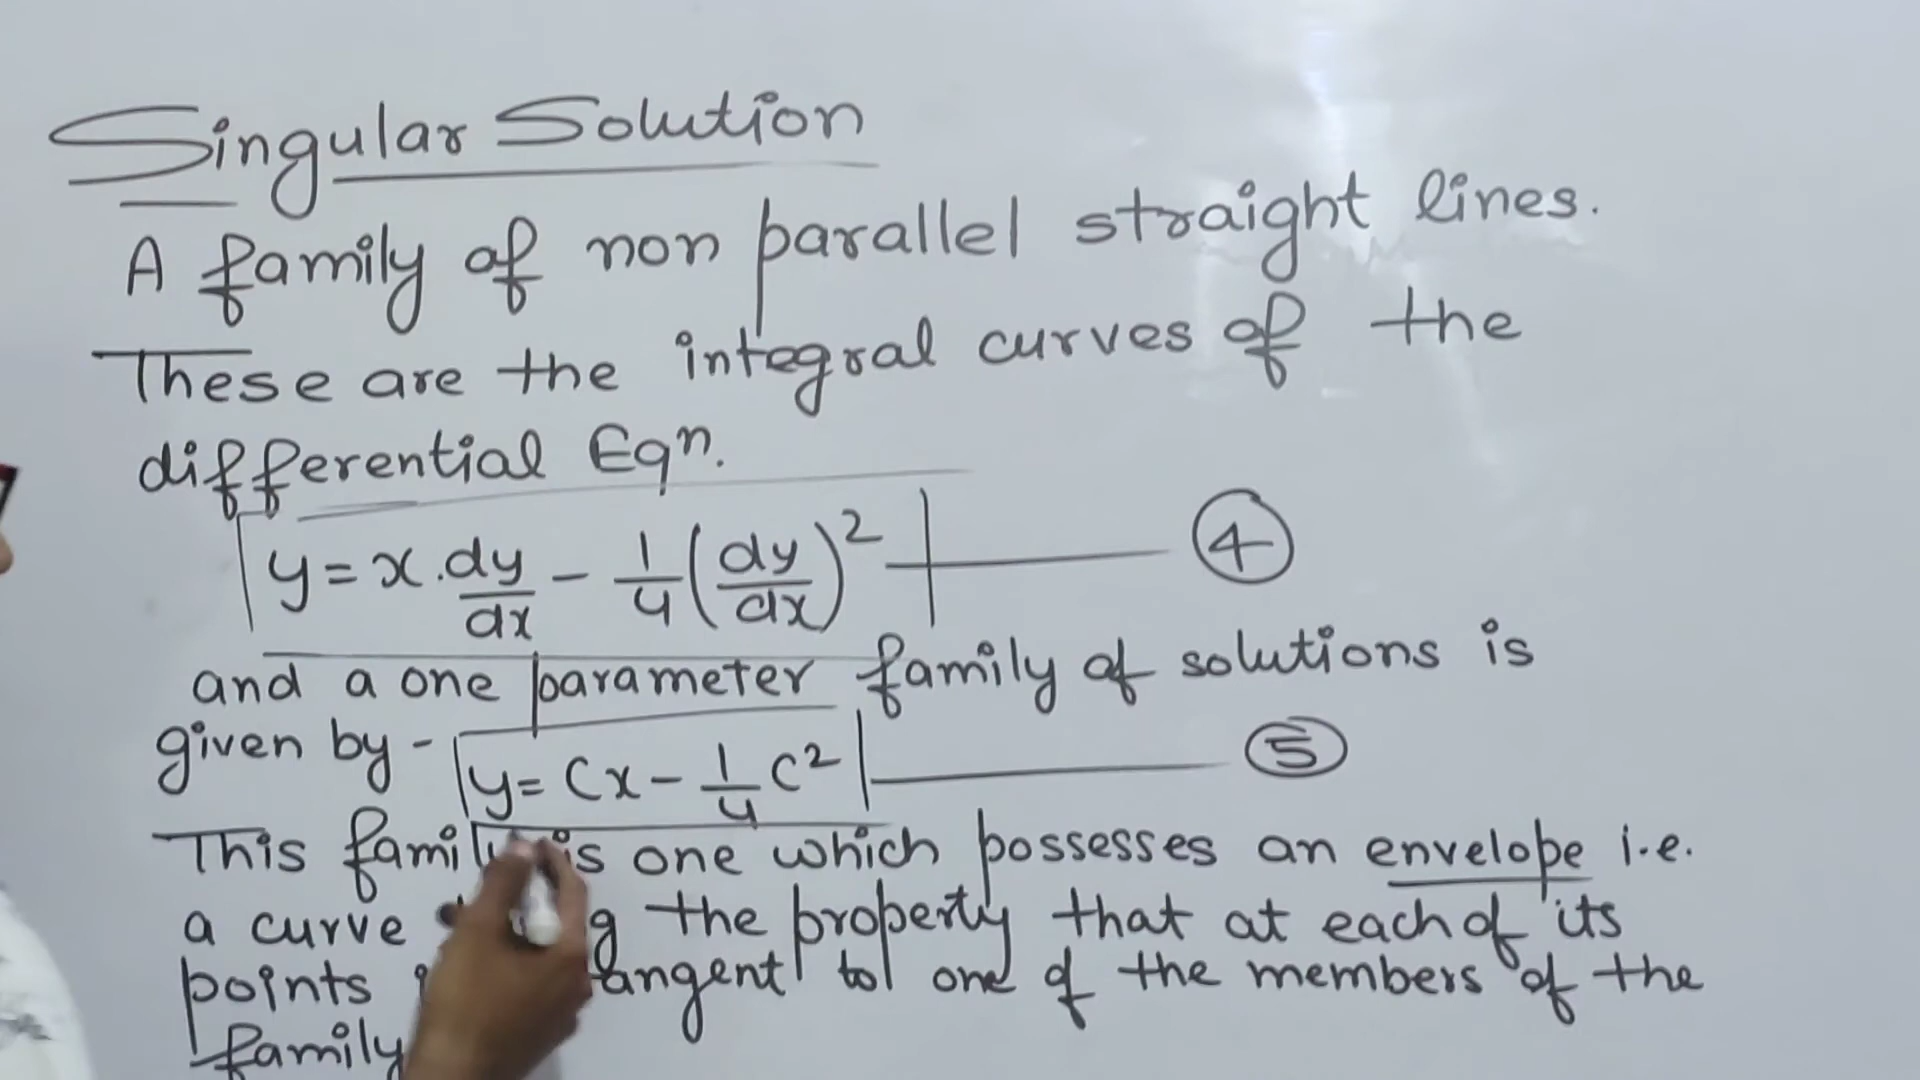 Singular Solution
A family of non parallel straight lines.
These are the integral curves of the
differential Eqⁿ.
y = x . dy/dx - 1/4 (dy/dx)² 4
and a one parameter family of solutions is
given by - y = Cx - 1/4 C² 5
This family is one which possesses an envelope i.e.
a curve the property that at each of its
points tangent to one of the members of the
family